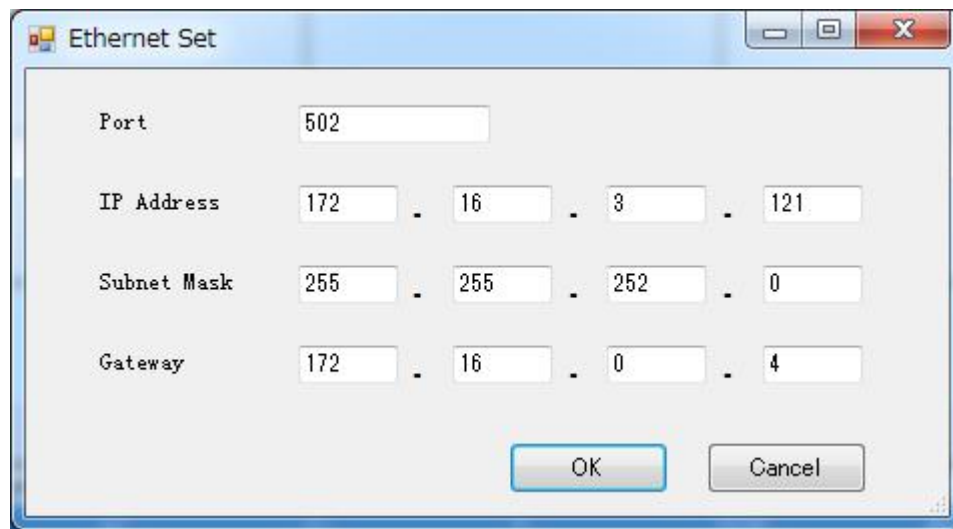 Ethernet Set
Port 502
IP Address 172 . 16 . 3 . 121
Subnet Mask 255 . 255 . 252 . 0
Gateway 172 . 16 . 0 . 4
OK Cancel